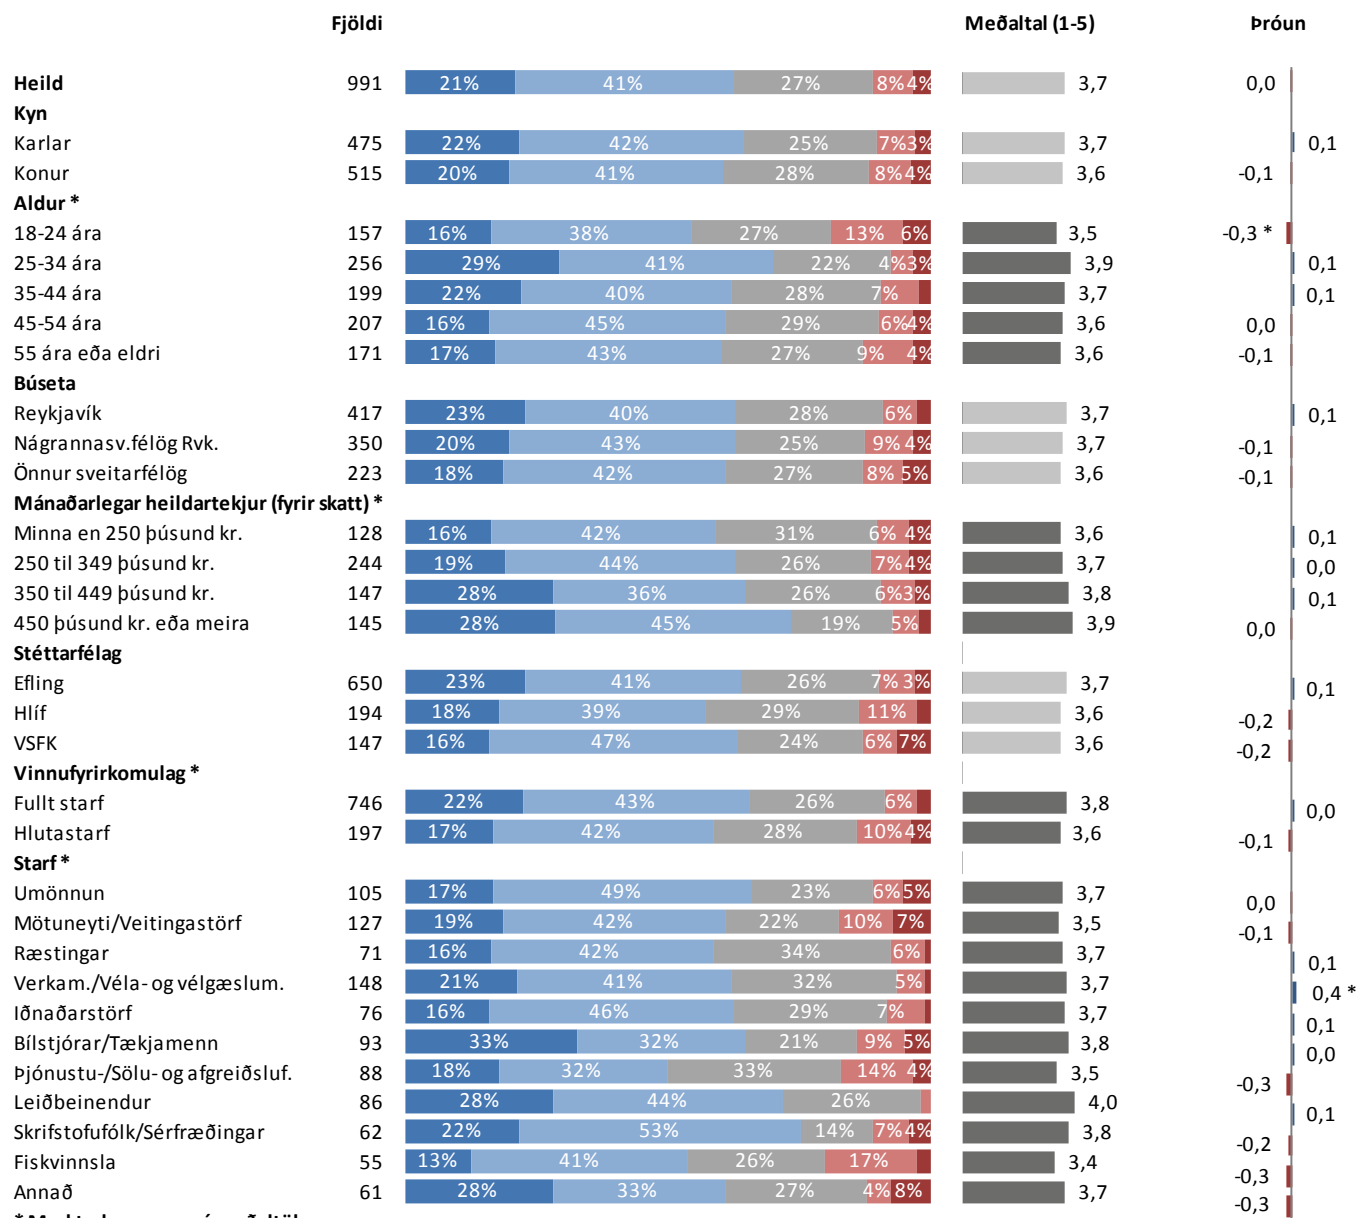 Fjöldi Meðaltal (1-5) Þróun
Heild 991 21% 41% 27% 8% 4% 3,7 0,0
Kyn
Karlar 475 22% 42% 25% 7% 3% 3,7 0,1
Konur 515 20% 41% 28% 8% 4% 3,6 -0,1
Aldur *
18-24 ára 157 16% 38% 27% 13% 6% 3,5 -0,3 *
25-34 ára 256 29% 41% 22% 4% 3% 3,9 0,1
35-44 ára 199 22% 40% 28% 7% 3,7 0,1
45-54 ára 207 16% 45% 29% 6% 4% 3,6 0,0
55 ára eða eldri 171 17% 43% 27% 9% 4% 3,6 -0,1
Búseta
Reykjavík 417 23% 40% 28% 6% 3,7 0,1
Nágrannasv.félög Rvk. 350 20% 43% 25% 9% 4% 3,7 -0,1
Önnur sveitarfélög 223 18% 42% 27% 8% 5% 3,6 -0,1
Mánaðarlegar heildartekjur (fyrir skatt) *
Minna en 250 þúsund kr. 128 16% 42% 31% 6% 4% 3,6 0,1
250 til 349 þúsund kr. 244 19% 44% 26% 7% 4% 3,7 0,0
350 til 449 þúsund kr. 147 28% 36% 26% 6% 3% 3,8 0,1
450 þúsund kr. eða meira 145 28% 45% 19% 5% 3,9 0,0
Stéttarfélag
Efling 650 23% 41% 26% 7% 3% 3,7 0,1
Hlíf 194 18% 39% 29% 11% 3,6 -0,2
VSFK 147 16% 47% 24% 6% 7% 3,6 -0,2
Vinnufyrirkomulag *
Fullt starf 746 22% 43% 26% 6% 3,8 0,0
Hlutastarf 197 17% 42% 28% 10% 4% 3,6 -0,1
Starf *
Umönnun 105 17% 49% 23% 6% 5% 3,7 0,0
Mötuneyti/Veitingastörf 127 19% 42% 22% 10% 7% 3,5 -0,1
Ræstingar 71 16% 42% 34% 6% 3,7 0,1
Verkam./Véla- og vélgæslum. 148 21% 41% 32% 5% 3,7 0,4 *
Iðnaðarstörf 76 16% 46% 29% 7% 3,7 0,1
Bílstjórar/Tækjamenn 93 33% 32% 21% 9% 5% 3,8 0,0
Þjónustu-/Sölu- og afgreiðsluf. 88 18% 32% 33% 14% 4% 3,5 -0,3
Leiðbeinendur 86 28% 44% 26% 4,0 0,1
Skrifstofufólk/Sérfræðingar 62 22% 53% 14% 7% 4% 3,8 -0,2
Fiskvinnsla 55 13% 41% 26% 17% 3,4 -0,3
Annað 61 28% 33% 27% 4% 8% 3,7 -0,3